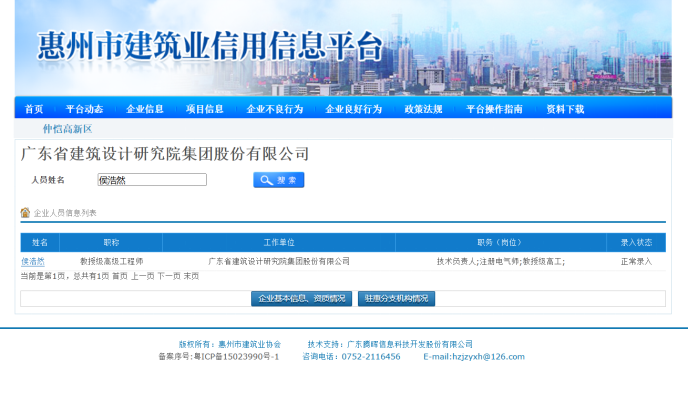 惠州市建筑业信用信息平台
首页 平台动态 企业信息 项目信息 企业不良行为 企业良好行为 政策法规 平台操作指南 资料下载
仲恺高新区
广东省建筑设计研究院集团股份有限公司
人员姓名 侯浩然 搜索
企业人员信息列表
姓名 职称 工作单位 职务（岗位） 录入状态
侯浩然 教授级高级工程师 广东省建筑设计研究院集团股份有限公司 技术负责人;注册电气师;教授级高工; 正常录入
当前是第1页，总共有1页 首页 上一页 下一页 末页
企业基本信息、资质情况 驻惠分支机构情况
版权所有：惠州市建筑业协会 技术支持：广东腾晖信息科技开发股份有限公司
备案序号:粤ICP备15023990号-1 咨询电话：0752-2116456 E-mail:hzjzyxh@126.com